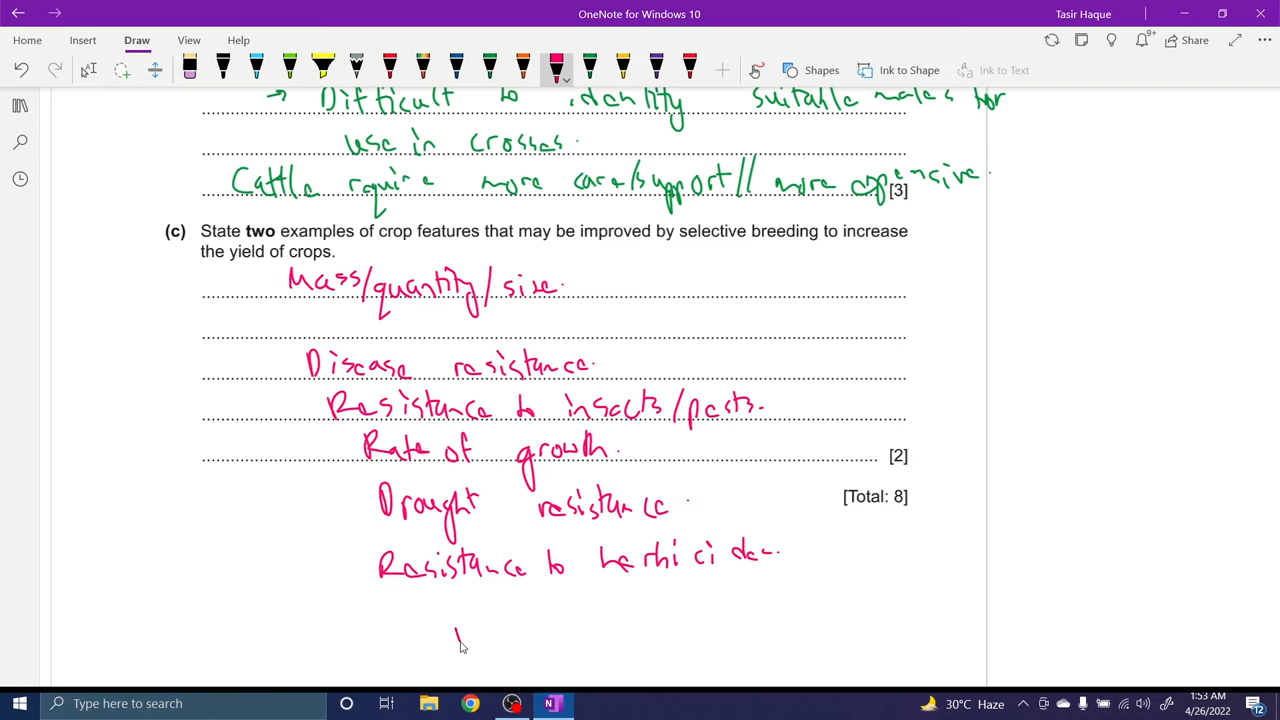 OneNote for Windows 10
Tasir Haque
Home Insert Draw View Help
Share
Shapes
Ink to Shape
Ink to Text
→ Difficult to identity suitable males for
use in crosses.
Cattle require more care/support// more expensive. [3]
(c) State two examples of crop features that may be improved by selective breeding to increase
the yield of crops.
Mass/quantity/size.
Disease resistance.
Resistance to insects/pests.
Rate of growth. [2]
Drought resistance.
[Total: 8]
Resistance to herbicide.
Type here to search
30°C Haze
1:53 AM
4/26/2022
12